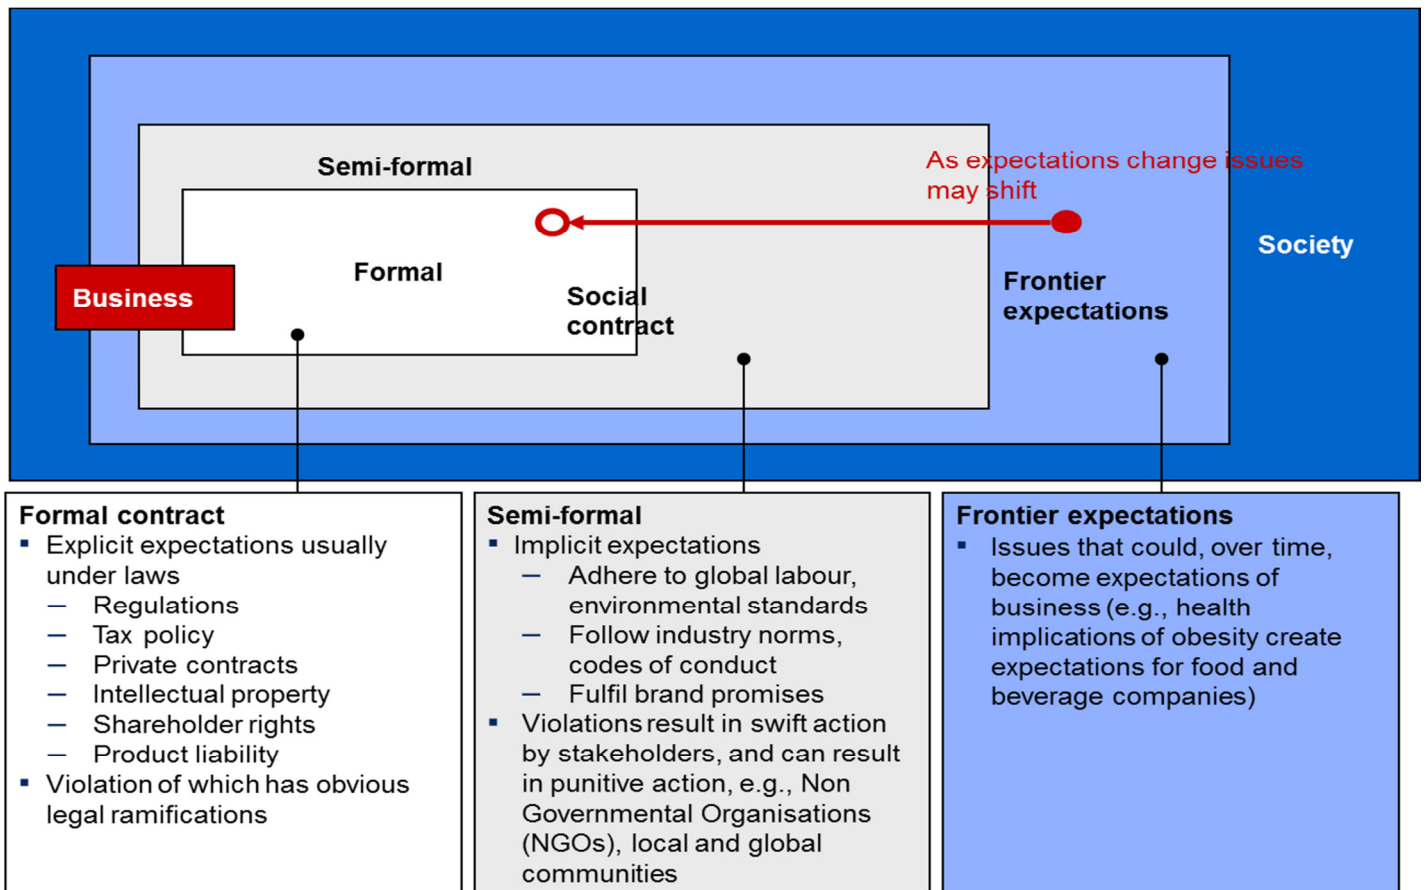 Semi-formal
As expectations change issues
may shift
Society
Formal
Business
Social
contract
Frontier
expectations
Formal contract
▪ Explicit expectations usually
under laws
– Regulations
– Tax policy
– Private contracts
– Intellectual property
– Shareholder rights
– Product liability
▪ Violation of which has obvious
legal ramifications
Semi-formal
▪ Implicit expectations
– Adhere to global labour,
environmental standards
– Follow industry norms,
codes of conduct
– Fulfil brand promises
▪ Violations result in swift action
by stakeholders, and can result
in punitive action, e.g., Non
Governmental Organisations
(NGOs), local and global
communities
Frontier expectations
▪ Issues that could, over time,
become expectations of
business (e.g., health
implications of obesity create
expectations for food and
beverage companies)